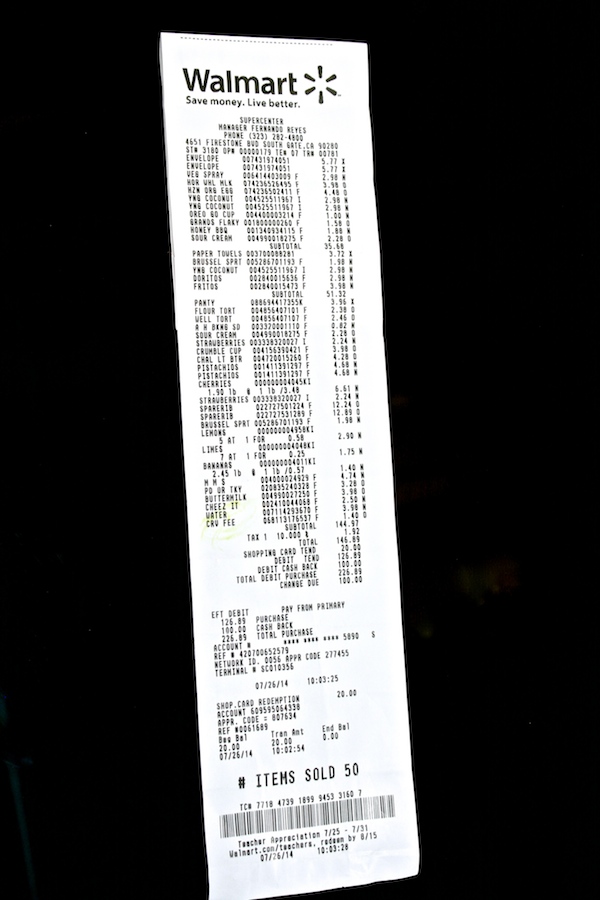 Walmart
Save money. Live better.
SUPERCENTER
MANAGER FERNANDO REYES
PHONE (323) 282-4800
4651 FIRESTONE BVD SOUTH GATE,CA 90280
ST# 3180 OP# 00000179 TE# 07 TR# 00781
ENVELOPE 007431974051 5.77 X
ENVELOPE 007431974051 5.77 X
VEG SPRAY 006414403009 F 2.98 N
HOR WHL MLK 074236526495 F 3.98 O
HZN ORG EGG 074236502411 F 4.48 O
YNG COCONUT 004525511967 I 2.98 N
YNG COCONUT 004525511967 I 2.98 N
OREO GO CUP 004400003214 F 1.00 N
GRANDS FLAKY 001800000260 F 1.58 O
HONEY BBQ 001340934115 F 1.88 N
SOUR CREAM 004990018275 F 2.28 O
SUBTOTAL 35.68
PAPER TOWELS 003700088281 3.72 X
BRUSSEL SPRT 005286701193 F 1.98 N
YNG COCONUT 004525511967 I 2.98 N
DORITOS 002840015636 F 2.98 N
FRITOS 002840015473 F 3.98 N
SUBTOTAL 51.32
PANTY 088694417355K 3.96 X
FLOUR TORT 004856407101 F 2.38 O
WELL TORT 004856407107 F 2.46 O
A H BKNG SO 003320001110 F 0.82 N
SOUR CREAM 004990018275 F 2.28 O
STRAWBERRIES 003338320027 I 2.24 N
CRUMBLE CUP 004156390421 F 3.98 O
CHAL LT BTR 004720015260 F 4.28 O
PISTACHIOS 001411391297 F 4.68 N
PISTACHIOS 001411391297 F 4.68 N
CHERRIES 000000004045KI
1.90 lb @ 1 lb /3.48 6.61 N
STRAWBERRIES 003338320027 I 2.24 N
SPARERIB 022727501224 F 12.24 O
SPARERIB 022727531289 F 12.89 O
BRUSSEL SPRT 005286701193 F 1.98 N
LEMONS 000000004958KI
5 AT 1 FOR 0.58 2.90 N
LIMES 000000004048KI
7 AT 1 FOR 0.25 1.75 N
BANANAS 000000004011KI
2.45 lb @ 1 lb /0.57 1.40 N
M M S 004000024929 F 4.74 N
PD OR TKY 020835240328 F 3.28 O
BUTTERMILK 004990027250 F 3.98 O
CHEEZ IT 002410044068 F 2.50 N
WATER 007114293670 F 3.98 N
CRV FEE 068113176537 F 1.40 O
SUBTOTAL 144.97
TAX 1 10.000 % 1.92
TOTAL 146.89
SHOPPING CARD TEND 20.00
DEBIT TEND 126.89
DEBIT CASH BACK 100.00
TOTAL DEBIT PURCHASE 226.89
CHANGE DUE 100.00
EFT DEBIT PAY FROM PRIMARY
126.89 PURCHASE
100.00 CASH BACK
226.89 TOTAL PURCHASE
ACCOUNT # **** **** **** 5890 S
REF # 420700652579
NETWORK ID. 0056 APPR CODE 277455
TERMINAL # SC010356
07/26/14 10:03:25
SHOP.CARD REDEMPTION 20.00
ACCOUNT 609595064338
APPR. CODE = 807634
REF #0061689
Beg Bal Tran Amt End Bal
20.00 20.00 0.00
07/26/14 10:02:54
# ITEMS SOLD 50
TC# 7718 4739 1899 9453 3160 7
Teacher Appreciation 7/25 - 7/31
Walmart.com/teachers, redeem by 8/15
07/26/14 10:03:28